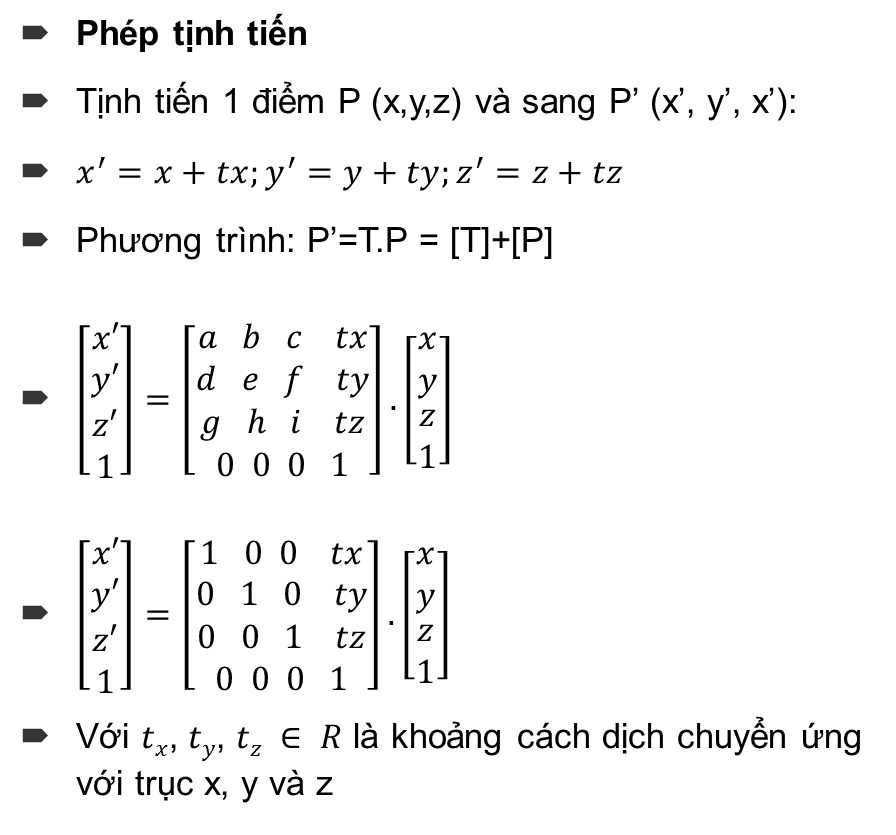 Phép tịnh tiến
Tịnh tiến 1 điểm P (x,y,z) và sang P’ (x’, y’, x’):
x′ = x + tx; y′ = y + ty; z′ = z + tz
Phương trình: P’=T.P = [T]+[P]
[x′] = [a b c tx] . [x]
[y′] [d e f ty] [y]
[z′] [g h i tz] [z]
[1] [0 0 0 1] [1]
[x′] = [1 0 0 tx] . [x]
[y′] [0 1 0 ty] [y]
[z′] [0 0 1 tz] [z]
[1] [0 0 0 1] [1]
Với tₓ, t_y, t_z ∈ R là khoảng cách dịch chuyển ứng
với trục x, y và z